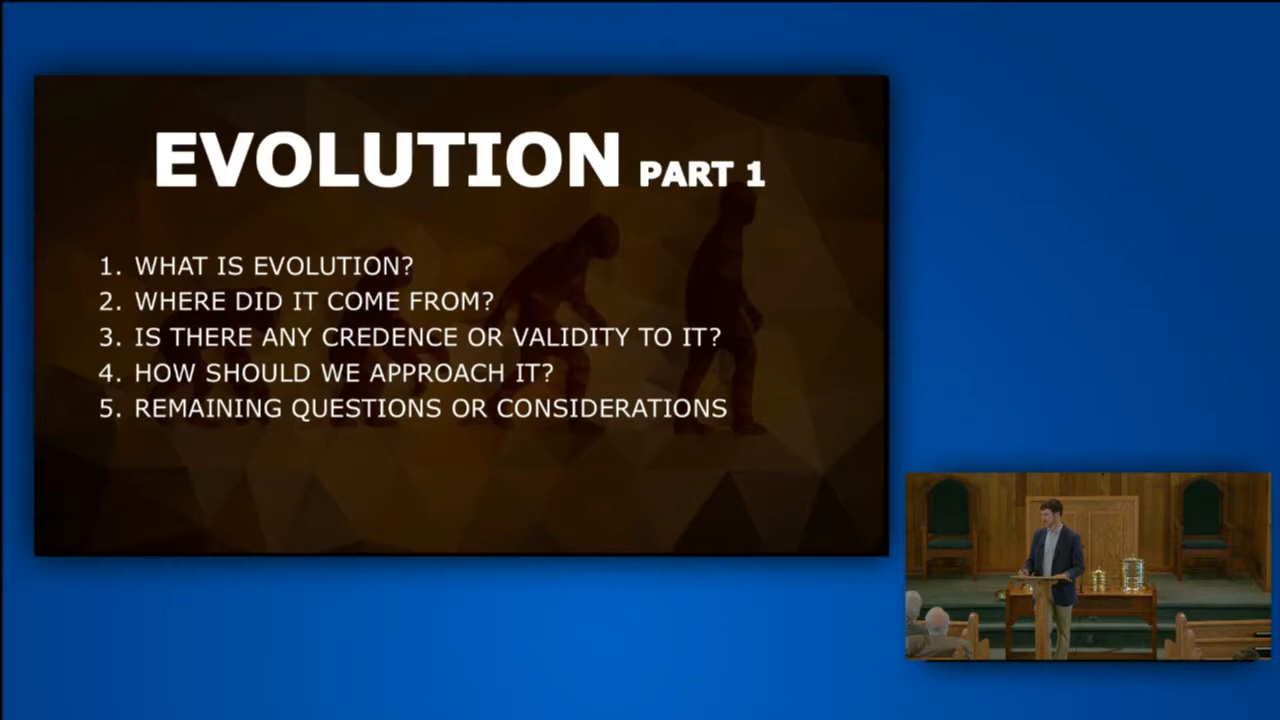 EVOLUTION PART 1
1. WHAT IS EVOLUTION?
2. WHERE DID IT COME FROM?
3. IS THERE ANY CREDENCE OR VALIDITY TO IT?
4. HOW SHOULD WE APPROACH IT?
5. REMAINING QUESTIONS OR CONSIDERATIONS